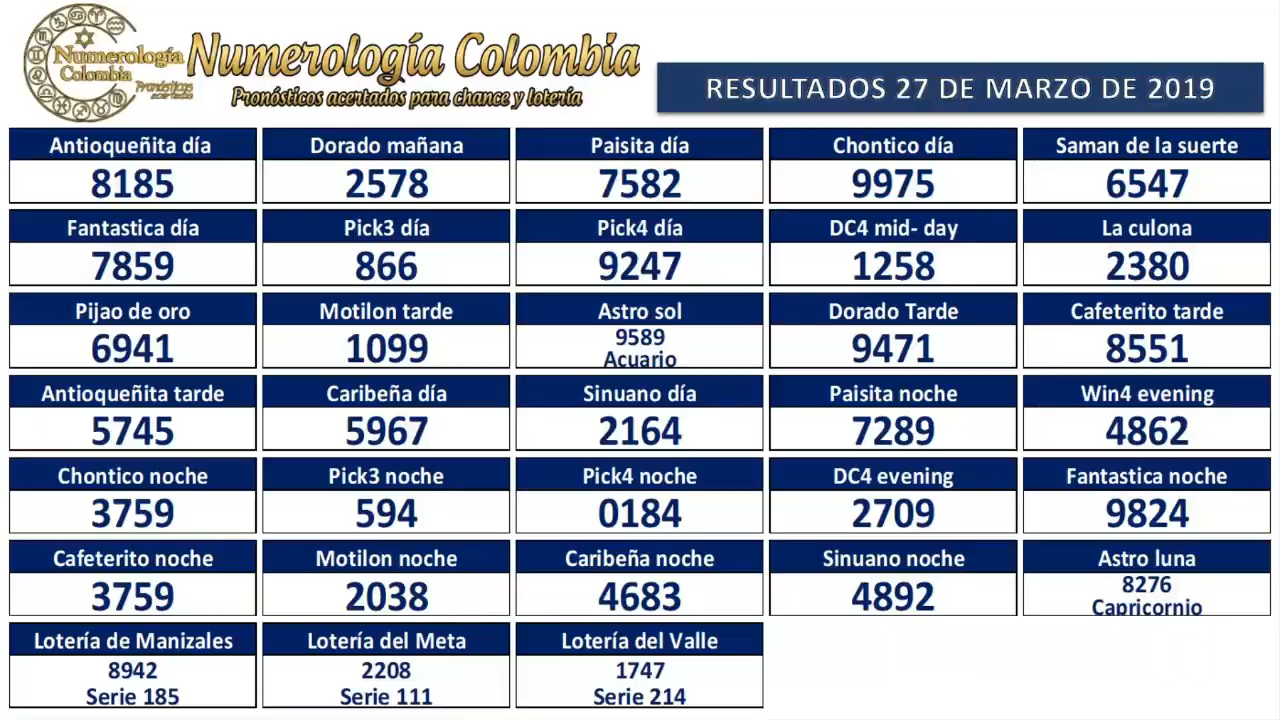 Numerología
Colombia
Pronósticos
Numerología Colombia
Pronósticos acertados para chance y lotería
RESULTADOS 27 DE MARZO DE 2019
Antioqueñita día Dorado mañana Paisita día Chontico día Saman de la suerte
8185 2578 7582 9975 6547
Fantastica día Pick3 día Pick4 día DC4 mid- day La culona
7859 866 9247 1258 2380
Pijao de oro Motilon tarde Astro sol Dorado Tarde Cafeterito tarde
6941 1099 9589 9471 8551
Acuario
Antioqueñita tarde Caribeña día Sinuano día Paisita noche Win4 evening
5745 5967 2164 7289 4862
Chontico noche Pick3 noche Pick4 noche DC4 evening Fantastica noche
3759 594 0184 2709 9824
Cafeterito noche Motilon noche Caribeña noche Sinuano noche Astro luna
3759 2038 4683 4892 8276
Capricornio
Lotería de Manizales Lotería del Meta Lotería del Valle
8942 2208 1747
Serie 185 Serie 111 Serie 214